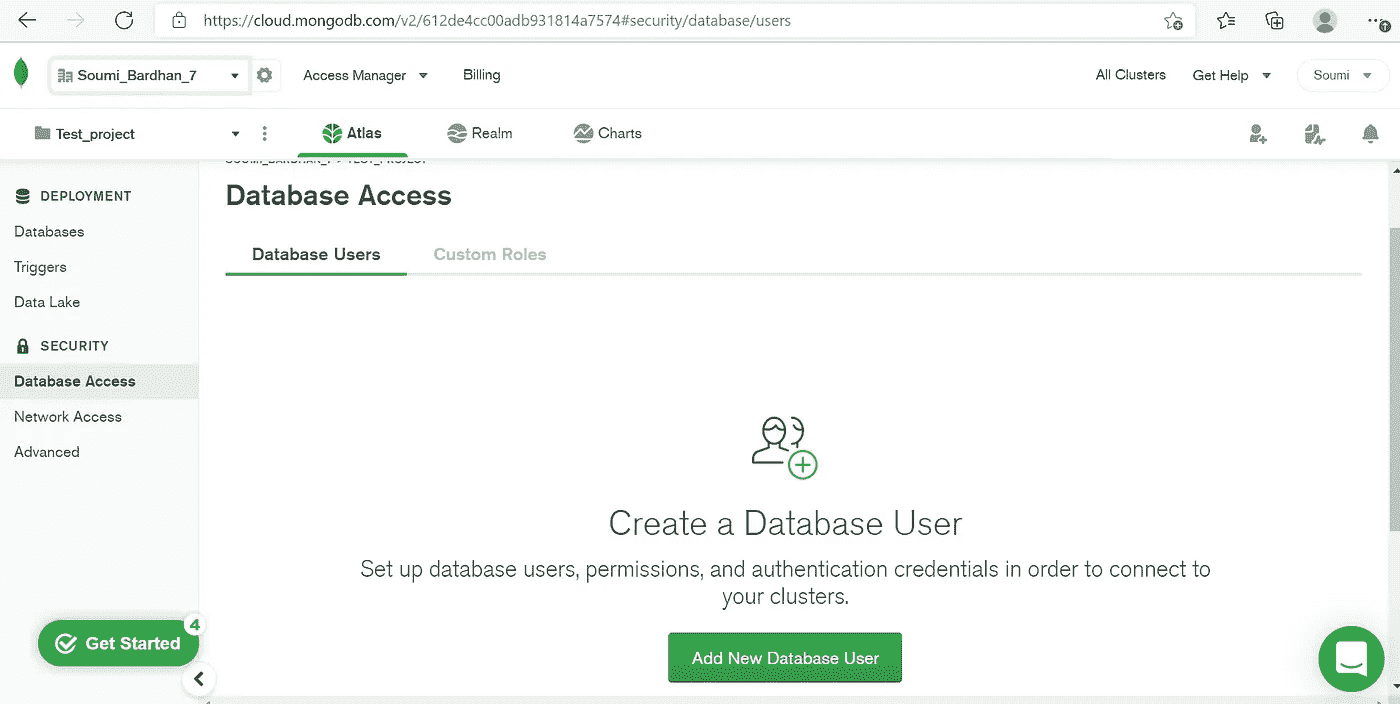 https://cloud.mongodb.com/v2/612de4cc00adb931814a7574#security/database/users
Soumi_Bardhan_7
Access Manager
Billing
All Clusters
Get Help
Soumi
Test_project
Atlas
Realm
Charts
DEPLOYMENT
Databases
Triggers
Data Lake
SECURITY
Database Access
Network Access
Advanced
Get Started
4
SOUMI_BARDHAN_7 > TEST_PROJECT
Database Access
Database Users
Custom Roles
Create a Database User
Set up database users, permissions, and authentication credentials in order to connect to
your clusters.
Add New Database User